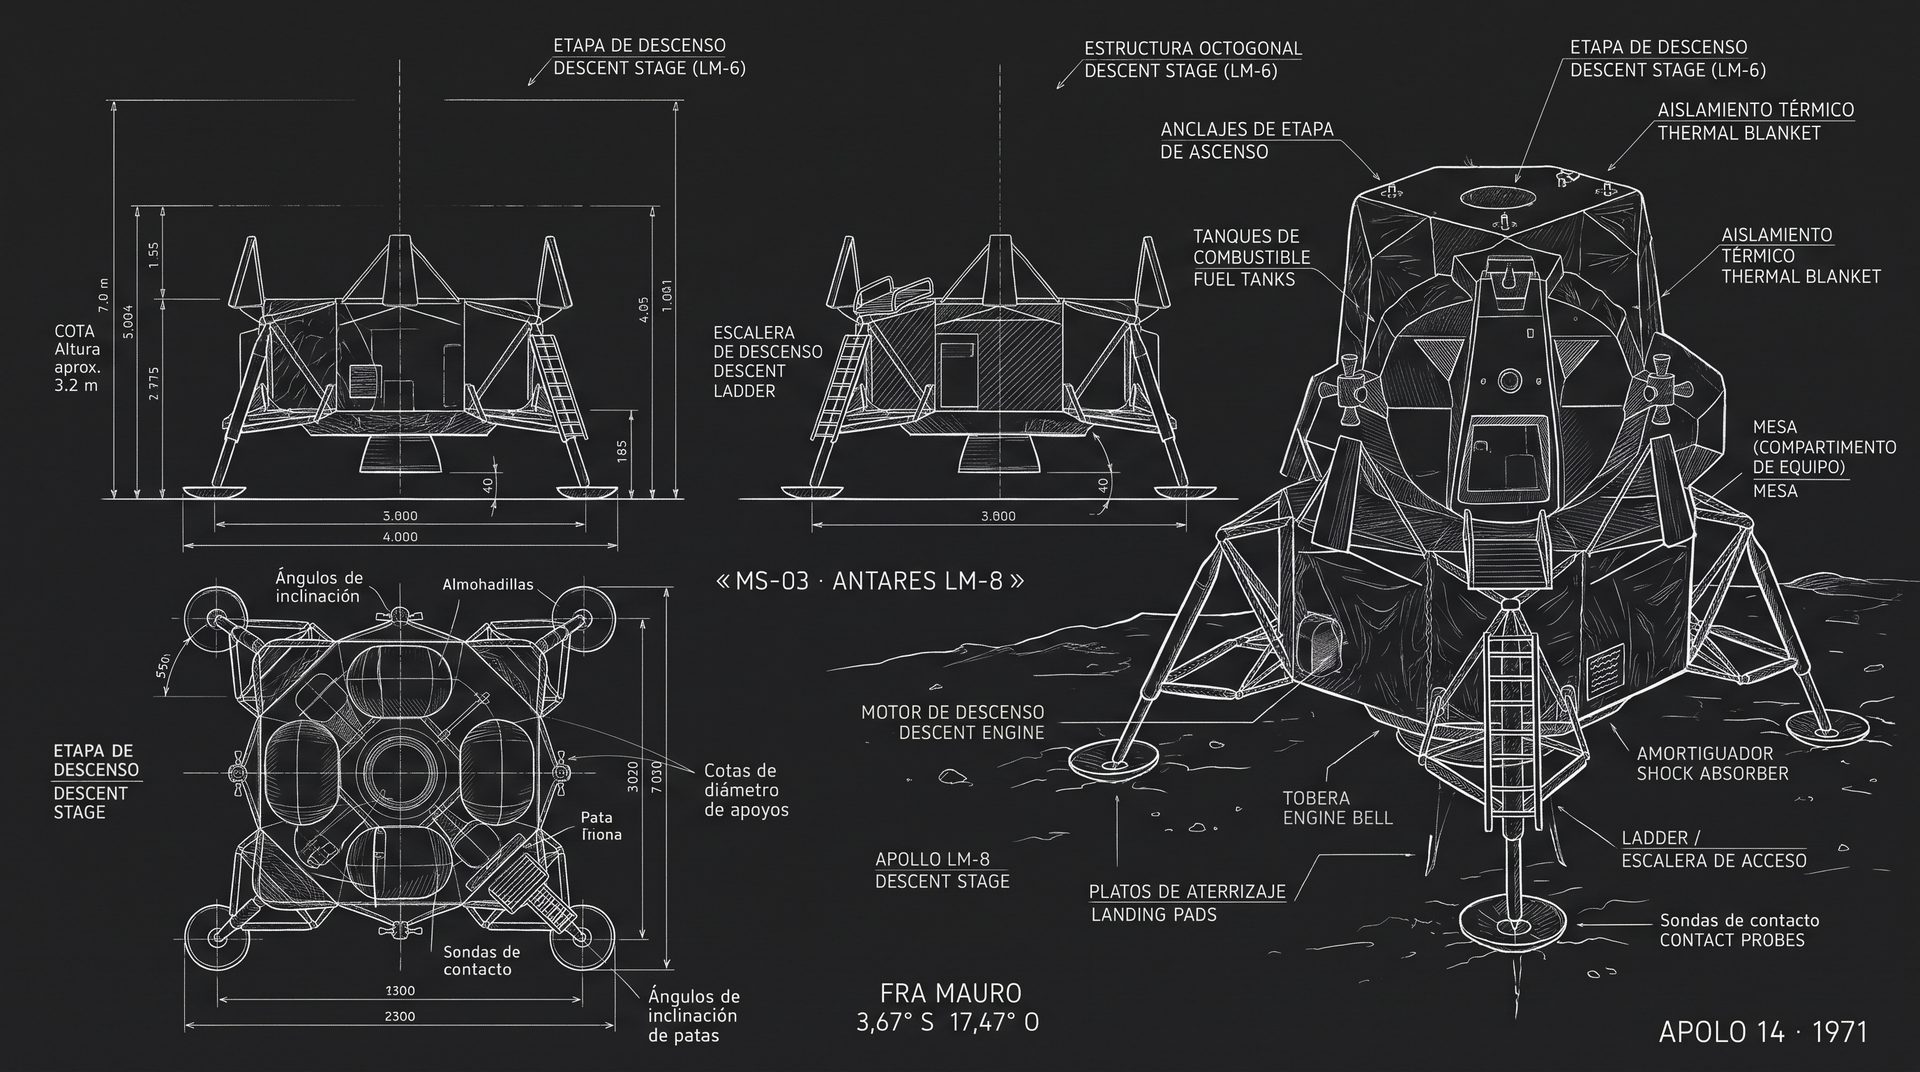 ETAPA DE DESCENSO
DESCENT STAGE (LM-6)
7.0 m
5.004
1.55
2.775
COTA
Altura
aprox.
3.2 m
4.05
185
40
3.000
4.000
ESTRUCTURA OCTOGONAL
DESCENT STAGE (LM-6)
ESCALERA
DE DESCENSO
DESCENT
LADDER
40
3.000
« MS-03 · ANTARES LM-8 »
Ángulos de
inclinación
Almohadillas
ETAPA DE
DESCENSO
DESCENT
STAGE
3020
7030
Cotas de
diámetro
de apoyos
Pata
Sondas de
contacto
1300
2300
Ángulos de
inclinación
de patas
ETAPA DE DESCENSO
DESCENT STAGE (LM-6)
AISLAMIENTO TÉRMICO
THERMAL BLANKET
ANCLAJES DE ETAPA
DE ASCENSO
TANQUES DE
COMBUSTIBLE
FUEL TANKS
AISLAMIENTO
TÉRMICO
THERMAL BLANKET
MESA
(COMPARTIMENTO
DE EQUIPO)
MESA
MOTOR DE DESCENSO
DESCENT ENGINE
AMORTIGUADOR
SHOCK ABSORBER
TOBERA
ENGINE BELL
LADDER /
ESCALERA DE ACCESO
APOLLO LM-8
DESCENT STAGE
PLATOS DE ATERRIZAJE
LANDING PADS
Sondas de contacto
CONTACT PROBES
FRA MAURO
3,67° S 17,47° O
APOLO 14 · 1971